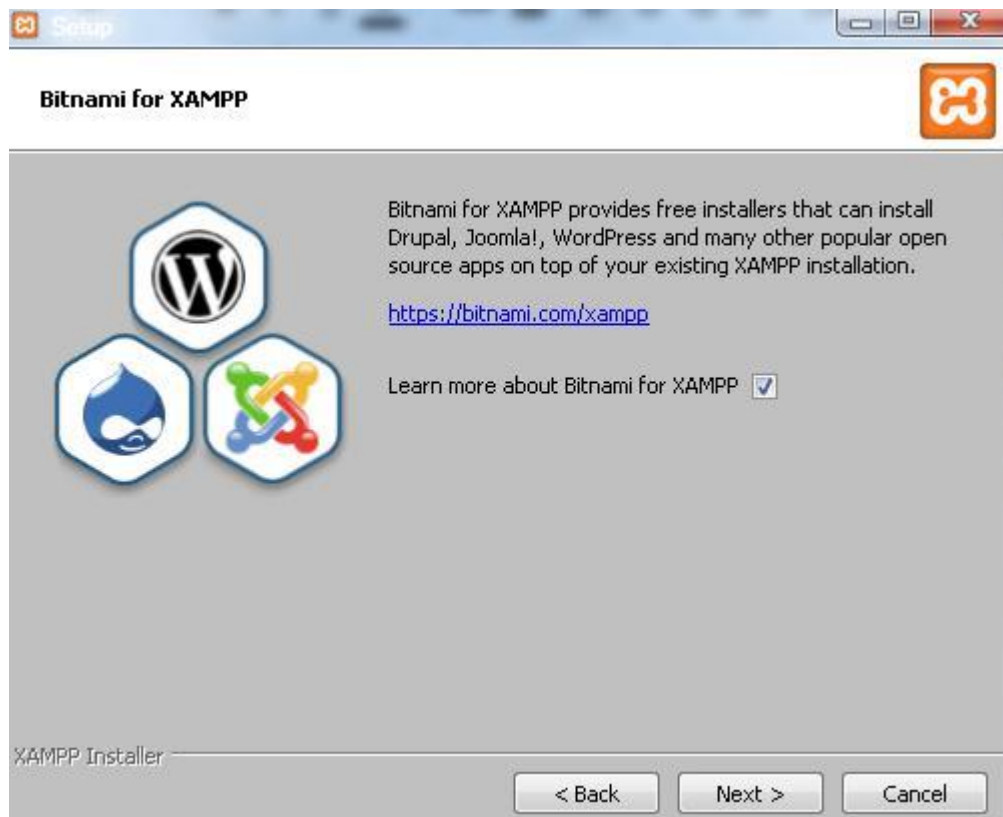 Setup
Bitnami for XAMPP
Bitnami for XAMPP provides free installers that can install
Drupal, Joomla!, WordPress and many other popular open
source apps on top of your existing XAMPP installation.
https://bitnami.com/xampp
Learn more about Bitnami for XAMPP
XAMPP Installer
< Back
Next >
Cancel